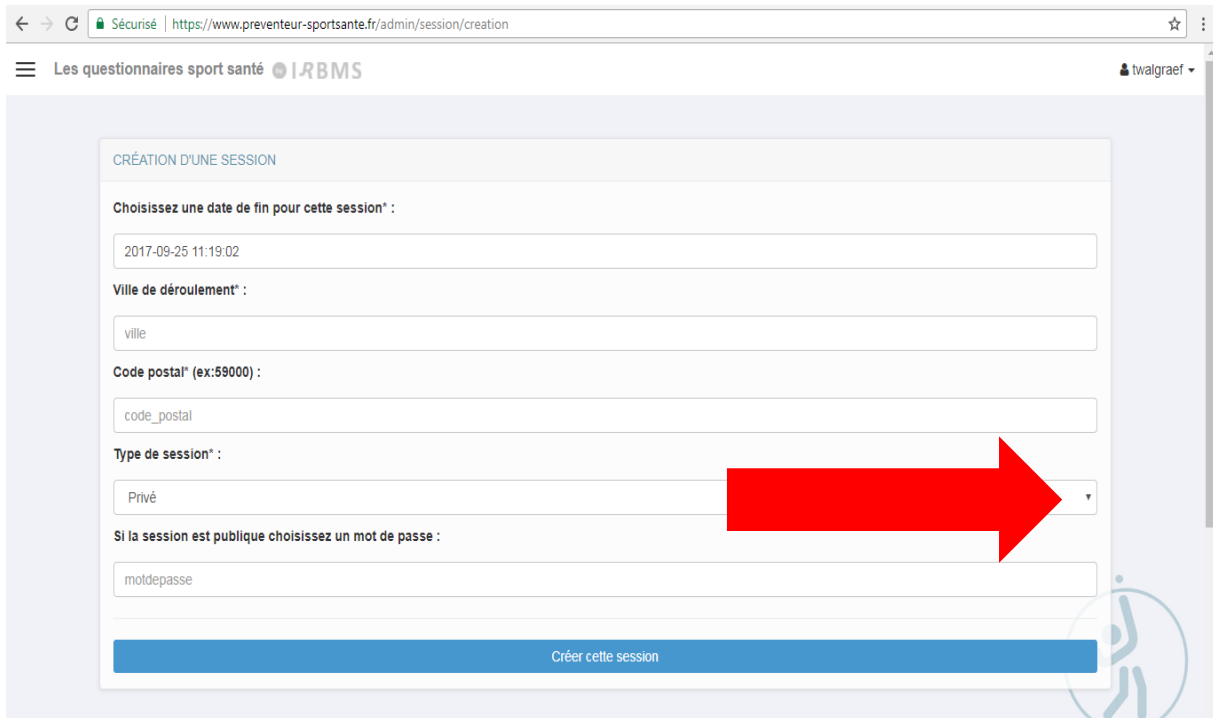 Sécurisé | https://www.preventeur-sportsante.fr/admin/session/creation
Les questionnaires sport santé by IRBMS
twalgraef
CRÉATION D'UNE SESSION
Choisissez une date de fin pour cette session* :
2017-09-25 11:19:02
Ville de déroulement* :
ville
Code postal* (ex:59000) :
code_postal
Type de session* :
Privé
Si la session est publique choisissez un mot de passe :
motdepasse
Créer cette session